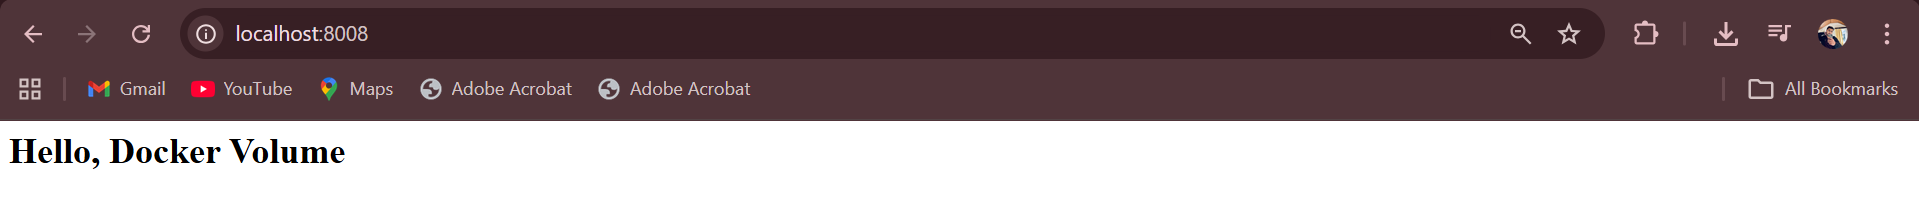 localhost:8008
Gmail YouTube Maps Adobe Acrobat Adobe Acrobat All Bookmarks
Hello, Docker Volume